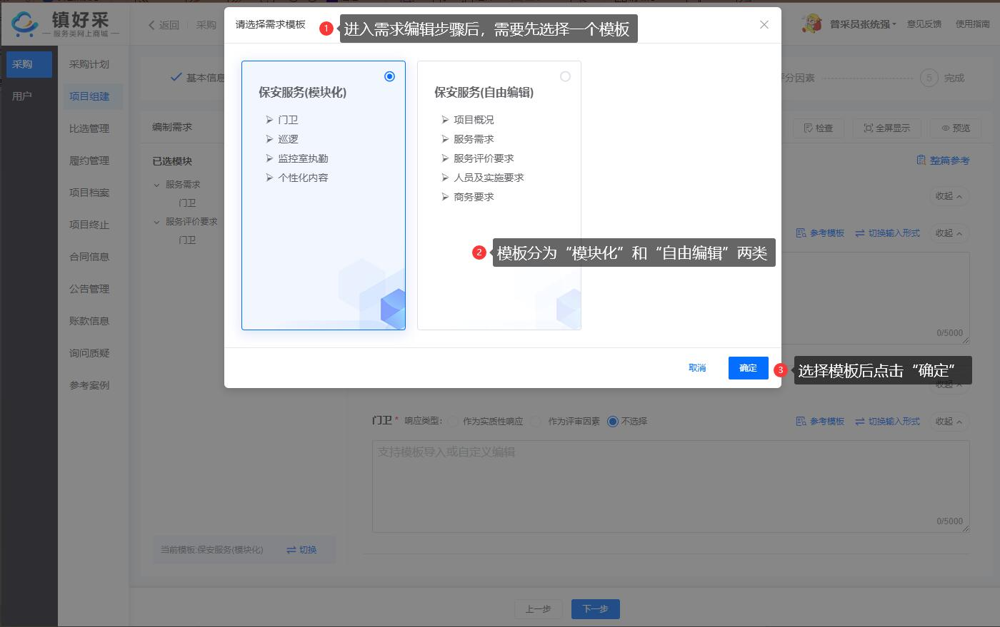 镇好采
服务类网上商城
返回
采购
普采员张统强
意见反馈
使用指南
采购
用户
采购计划
项目组建
比选管理
履约管理
项目档案
项目终止
合同信息
公告管理
账款信息
询问质疑
参考案例
基本信息
评分因素
5
完成
编制需求
检查
全屏显示
预览
已选模块
服务需求
门卫
服务评价要求
门卫
整篇参考
收起
参考模板
切换输入形式
收起
0/5000
请选择需求模板
1
进入需求编辑步骤后，需要先选择一个模板
保安服务(模块化)
门卫
巡逻
监控室执勤
个性化内容
保安服务(自由编辑)
项目概况
服务需求
服务评价要求
人员及实施要求
商务要求
2
模板分为“模块化”和“自由编辑”两类
取消
确定
3
选择模板后点击“确定”
收起
门卫 * 响应类型:
作为实质性响应
作为评审因素
不选择
参考模板
切换输入形式
收起
支持模板导入或自定义编辑
0/5000
当前模板:保安服务(模块化)
切换
上一步
下一步